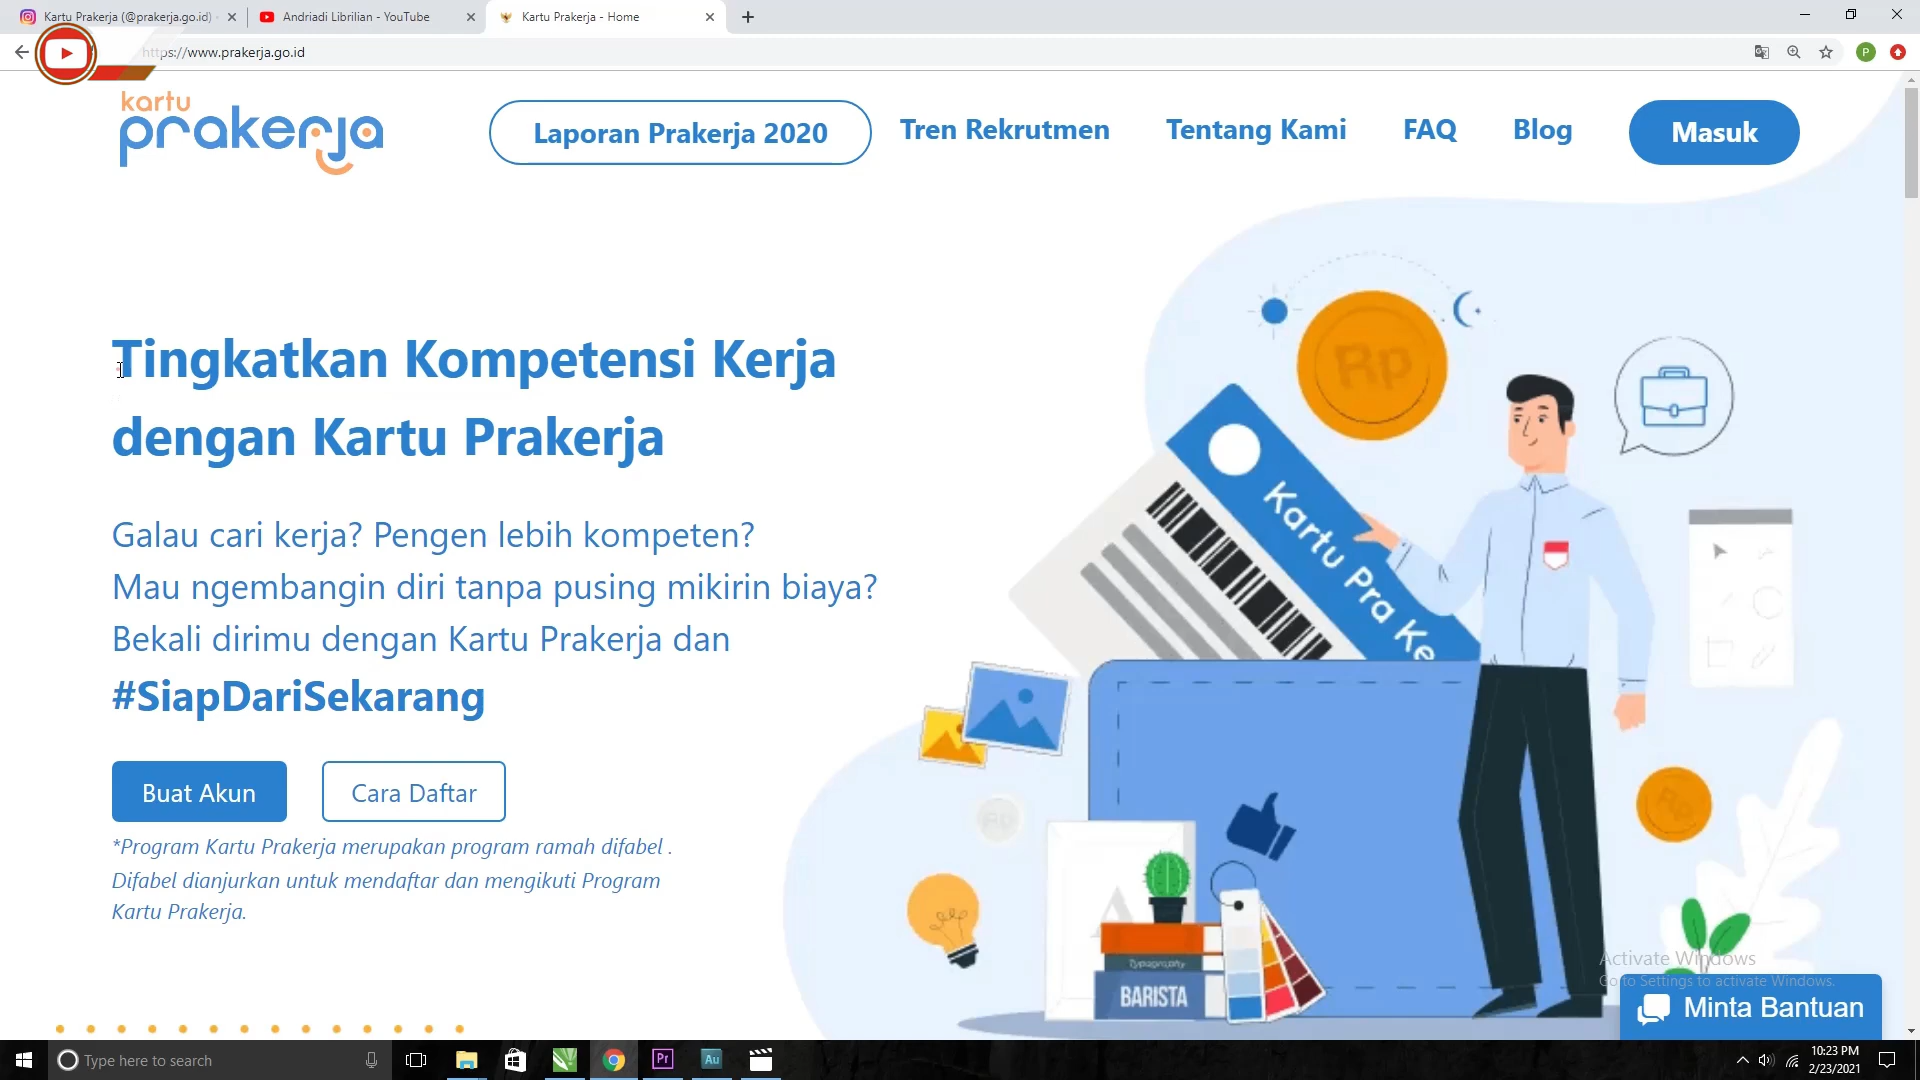 Kartu Prakerja (@prakerja.go.id)
Andriadi Librilian - YouTube
Kartu Prakerja - Home
https://www.prakerja.go.id
P
kartu
prakerja
Laporan Prakerja 2020
Tren Rekrutmen
Tentang Kami
FAQ
Blog
Masuk
Tingkatkan Kompetensi Kerja
dengan Kartu Prakerja
Galau cari kerja? Pengen lebih kompeten?
Mau ngembangin diri tanpa pusing mikirin biaya?
Bekali dirimu dengan Kartu Prakerja dan
#SiapDariSekarang
Buat Akun
Cara Daftar
*Program Kartu Prakerja merupakan program ramah difabel .
Difabel dianjurkan untuk mendaftar dan mengikuti Program
Kartu Prakerja.
Rp
Kartu Pra Ke
Rp
Rp
A
Typography
BARISTA
Activate Windows
Go to Settings to activate Windows.
Minta Bantuan
Type here to search
Pr
Au
10:23 PM
2/23/2021